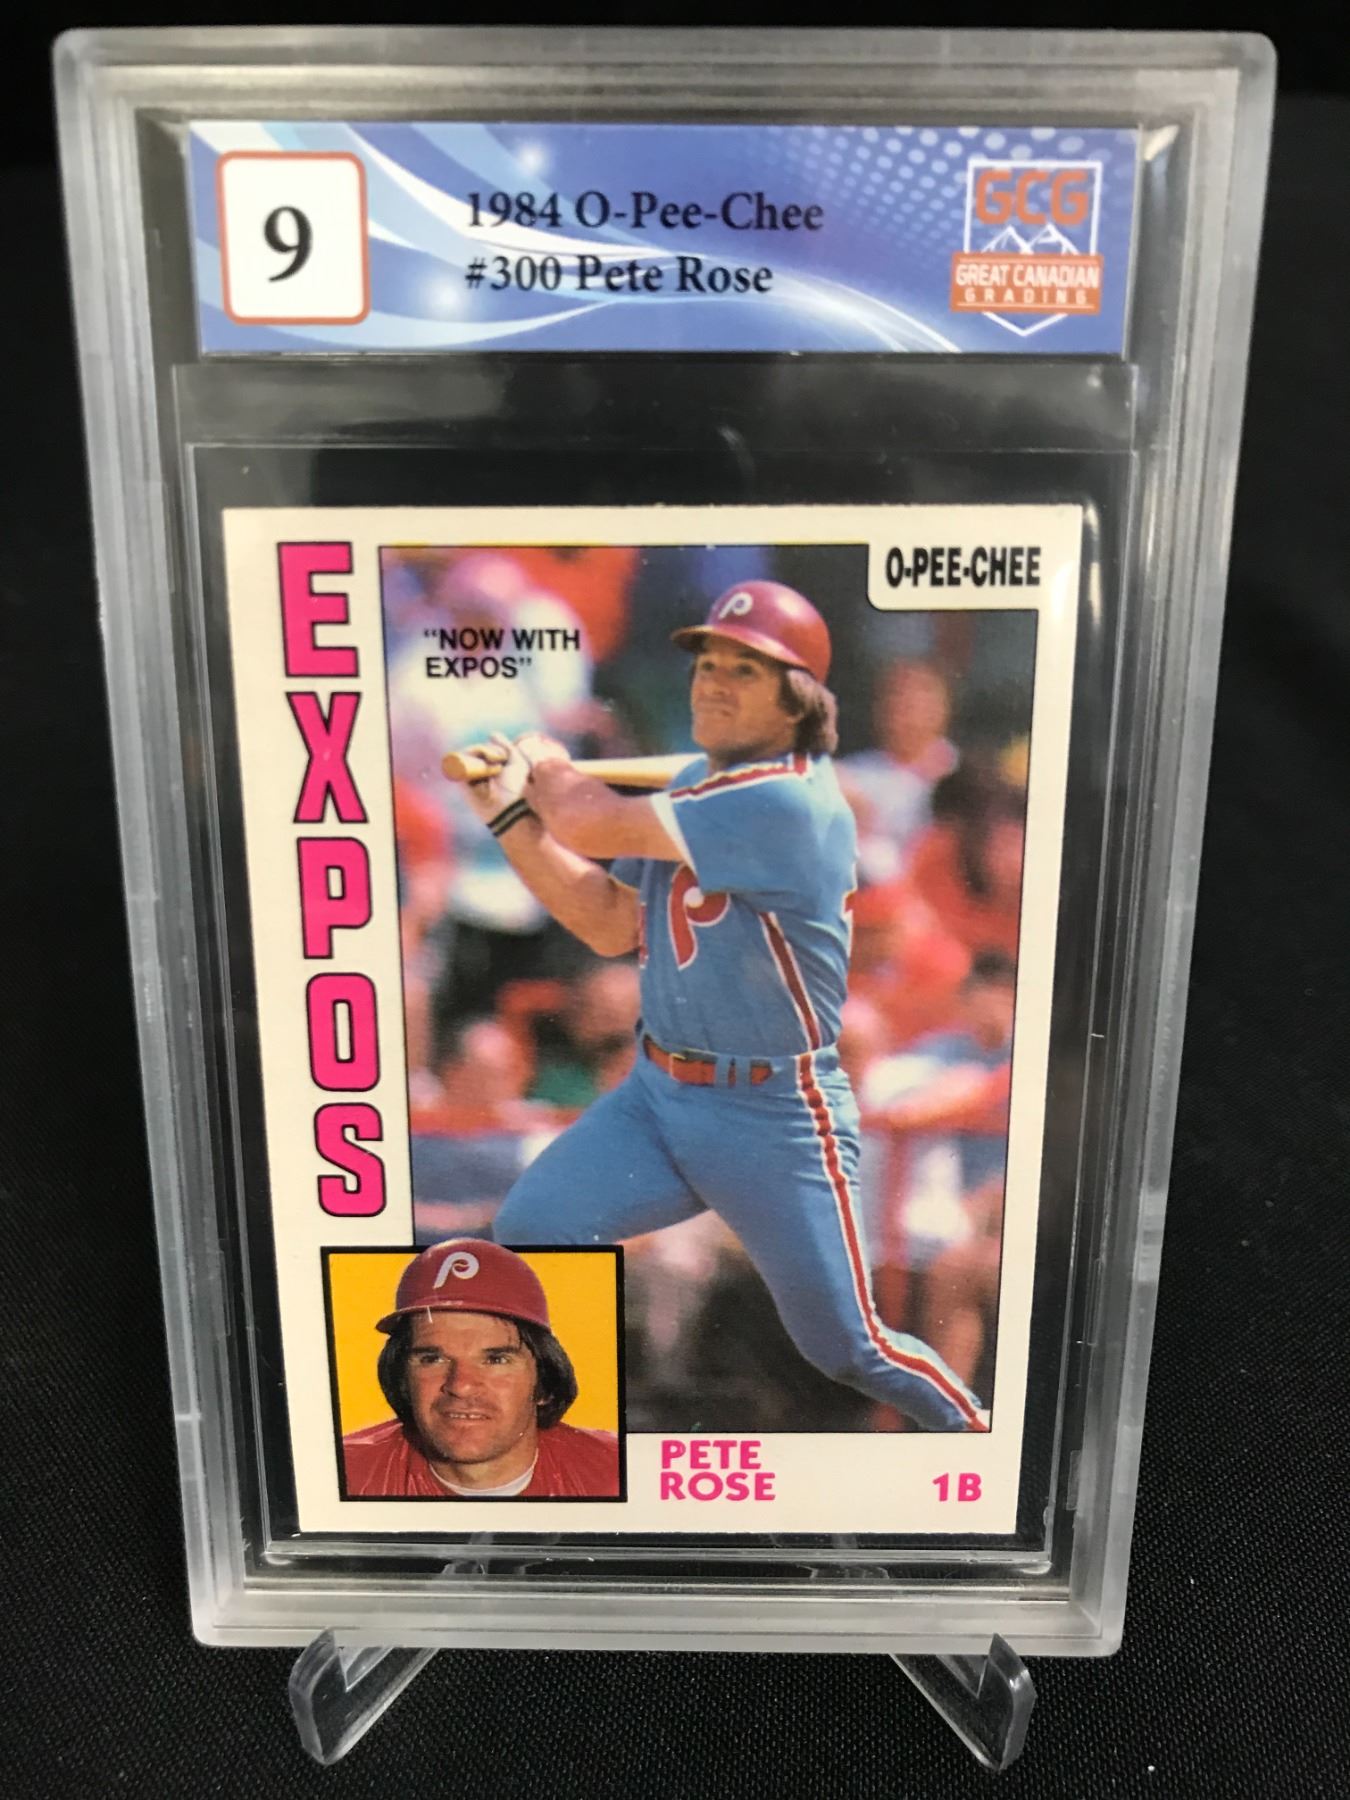 9
1984 O-Pee-Chee
#300 Pete Rose
GCG
GREAT CANADIAN
GRADING
EXPOS
O-PEE-CHEE
"NOW WITH
EXPOS"
P
P
P
PETE
ROSE
1B